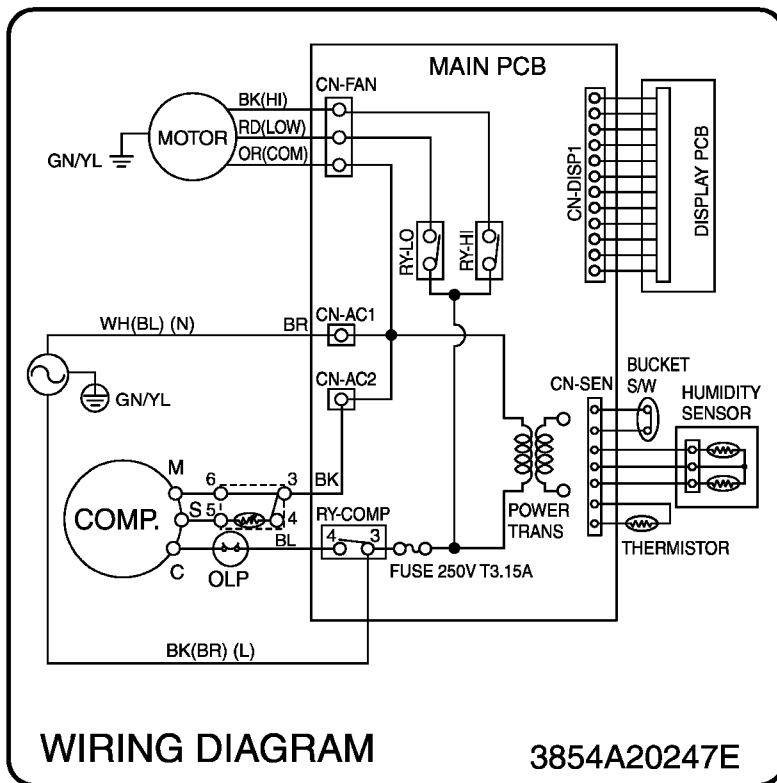 MAIN PCB
CN-FAN
BK(HI)
RD(LOW)
OR(COM)
MOTOR
GN/YL
CN-DISP1
DISPLAY PCB
RY-LO
RY-HI
WH(BL) (N)
BR
CN-AC1
CN-AC2
GN/YL
CN-SEN
BUCKET
S/W
HUMIDITY
SENSOR
M
6
3
BK
COMP.
S
5
4
RY-COMP
4
3
POWER
TRANS
THERMISTOR
BL
C
OLP
FUSE 250V T3.15A
BK(BR) (L)
WIRING DIAGRAM
3854A20247E